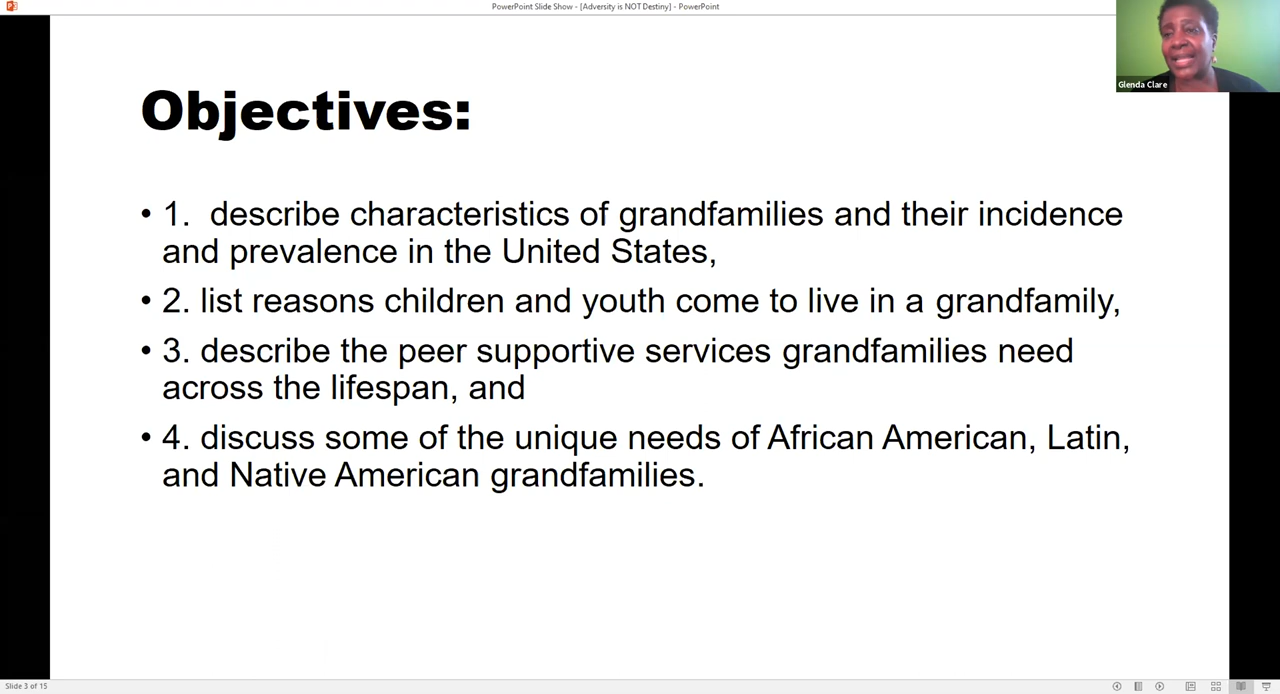 PowerPoint Slide Show - [Adversity is NOT Destiny] - PowerPoint
Glenda Clare
Objectives:
• 1.  describe characteristics of grandfamilies and their incidence
and prevalence in the United States,
• 2. list reasons children and youth come to live in a grandfamily,
• 3. describe the peer supportive services grandfamilies need
across the lifespan, and
• 4. discuss some of the unique needs of African American, Latin,
and Native American grandfamilies.
Slide 3 of 15